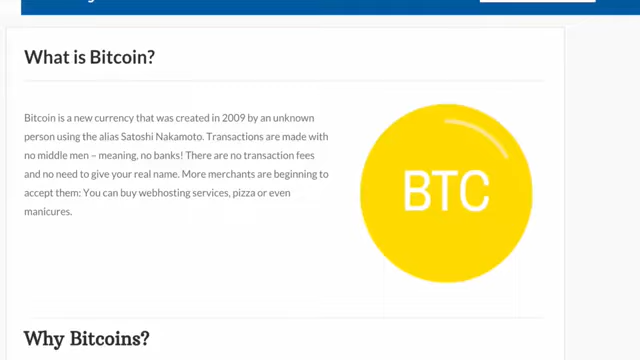 What is Bitcoin?
Bitcoin is a new currency that was created in 2009 by an unknown
person using the alias Satoshi Nakamoto. Transactions are made with
no middle men – meaning, no banks! There are no transaction fees
and no need to give your real name. More merchants are beginning to
accept them: You can buy webhosting services, pizza or even
manicures.
BTC
Why Bitcoins?